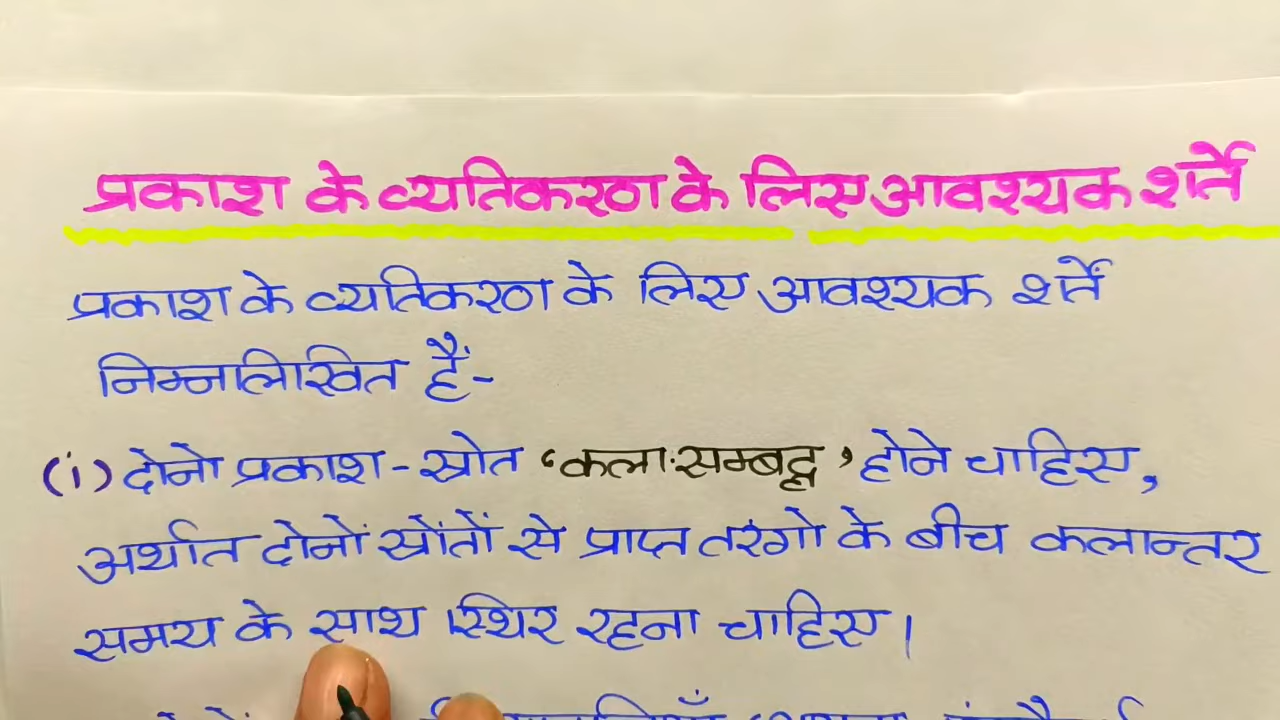 प्रकाश के व्यतिकरण के लिए आवश्यक शर्तें
प्रकाश के व्यतिकरण के लिए आवश्यक शर्तें
निम्नलिखित हैं-
(i) दोनो प्रकाश-स्रोत ‘कला:सम्बद्ध’ होने चाहिए,
अर्थात दोनों स्रोंतों से प्राप्त तरंगो के बीच कलान्तर
समय के साथ स्थिर रहना चाहिए।